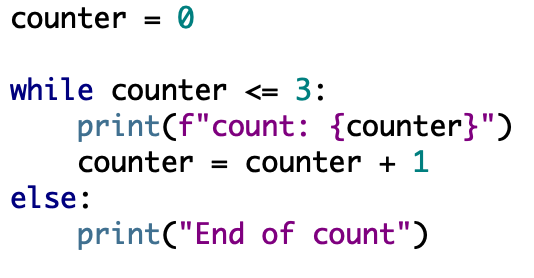 counter = 0

while counter <= 3:
    print(f"count: {counter}")
    counter = counter + 1
else:
    print("End of count")